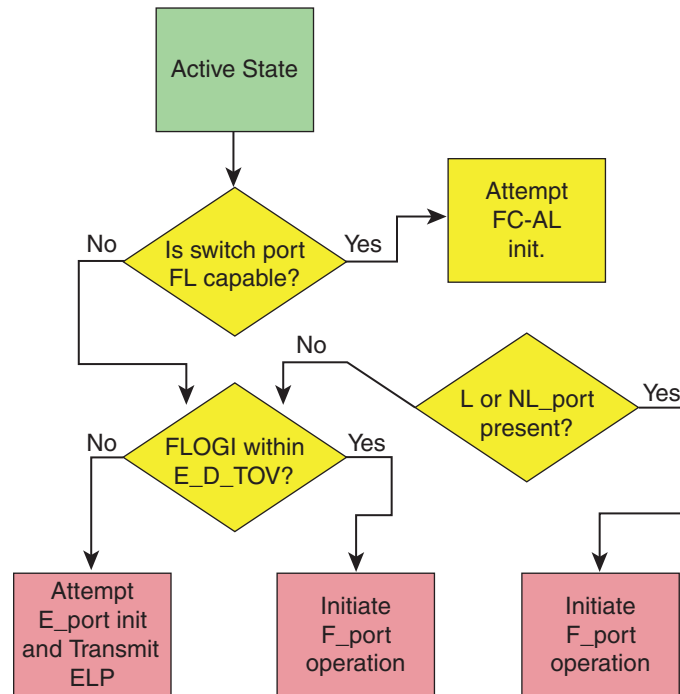 Active State
Is switch port
FL capable?
No
Yes
Attempt
FC-AL
init.
No
L or NL_port
present?
Yes
FLOGI within
E_D_TOV?
No
Yes
Attempt
E_port init
and Transmit
ELP
Initiate
F_port
operation
Initiate
F_port
operation